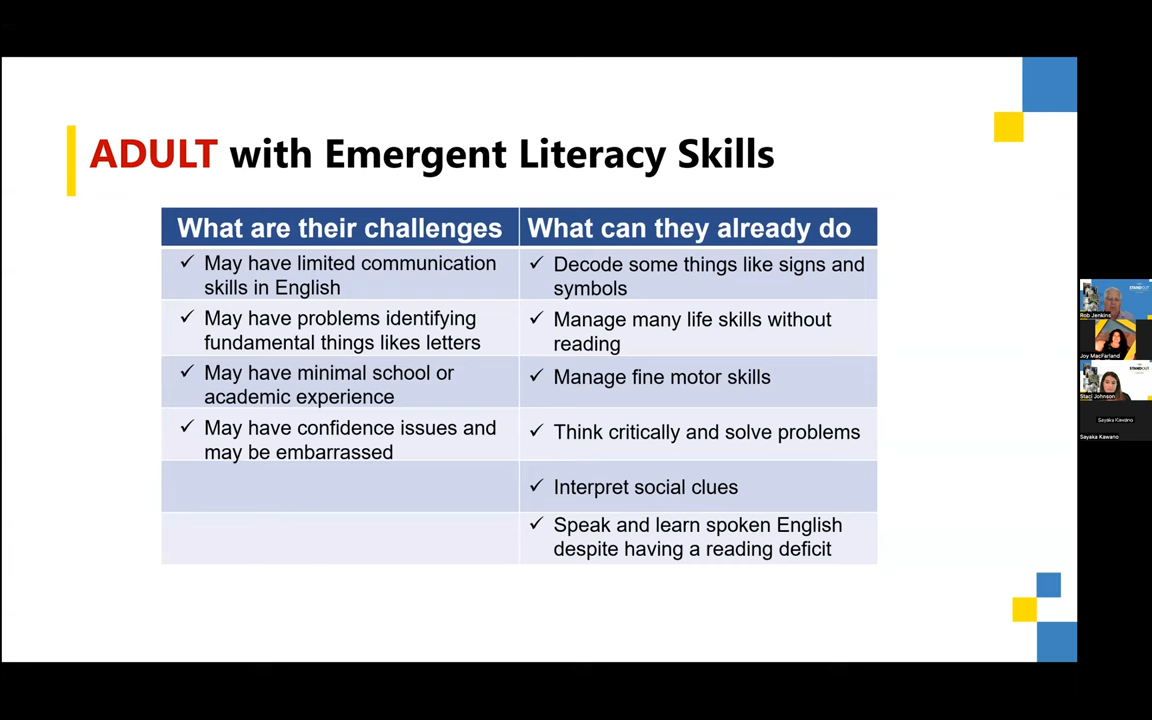 ADULT with Emergent Literacy Skills
What are their challenges
What can they already do
✓ May have limited communication
skills in English
✓ Decode some things like signs and
symbols
✓ May have problems identifying
fundamental things likes letters
✓ Manage many life skills without
reading
✓ May have minimal school or
academic experience
✓ Manage fine motor skills
✓ May have confidence issues and
may be embarrassed
✓ Think critically and solve problems
✓ Interpret social clues
✓ Speak and learn spoken English
despite having a reading deficit
STANDOUT
Rob Jenkins
Joy MacFarland
STANDOUT
Staci Johnson
Sayaka Kawano
Sayaka Kawano